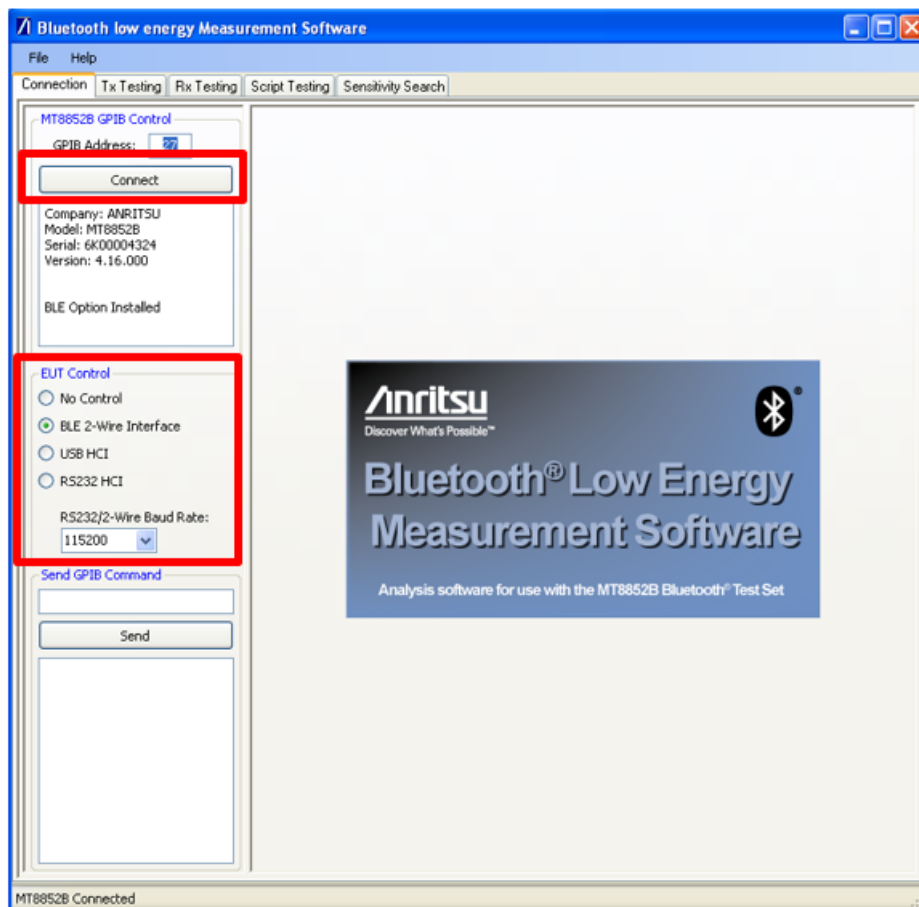 Bluetooth low energy Measurement Software
File Help
Connection Tx Testing Rx Testing Script Testing Sensitivity Search
MT8852B GPIB Control
GPIB Address: 27
Connect
Company: ANRITSU
Model: MT8852B
Serial: 6K00004324
Version: 4.16.000
BLE Option Installed
EUT Control
No Control
BLE 2-Wire Interface
USB HCI
RS232 HCI
RS232/2-Wire Baud Rate:
115200
Send GPIB Command
Send
Anritsu
Discover What's Possible™
Bluetooth® Low Energy
Measurement Software
Analysis software for use with the MT8852B Bluetooth® Test Set
MT8852B Connected